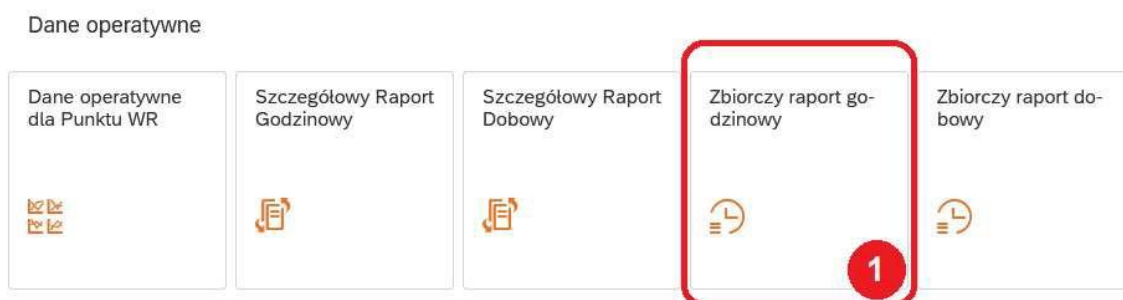 Dane operatywne
Dane operatywne
dla Punktu WR
Szczegółowy Raport
Godzinowy
Szczegółowy Raport
Dobowy
Zbiorczy raport go-
dzinowy
Zbiorczy raport do-
bowy
1